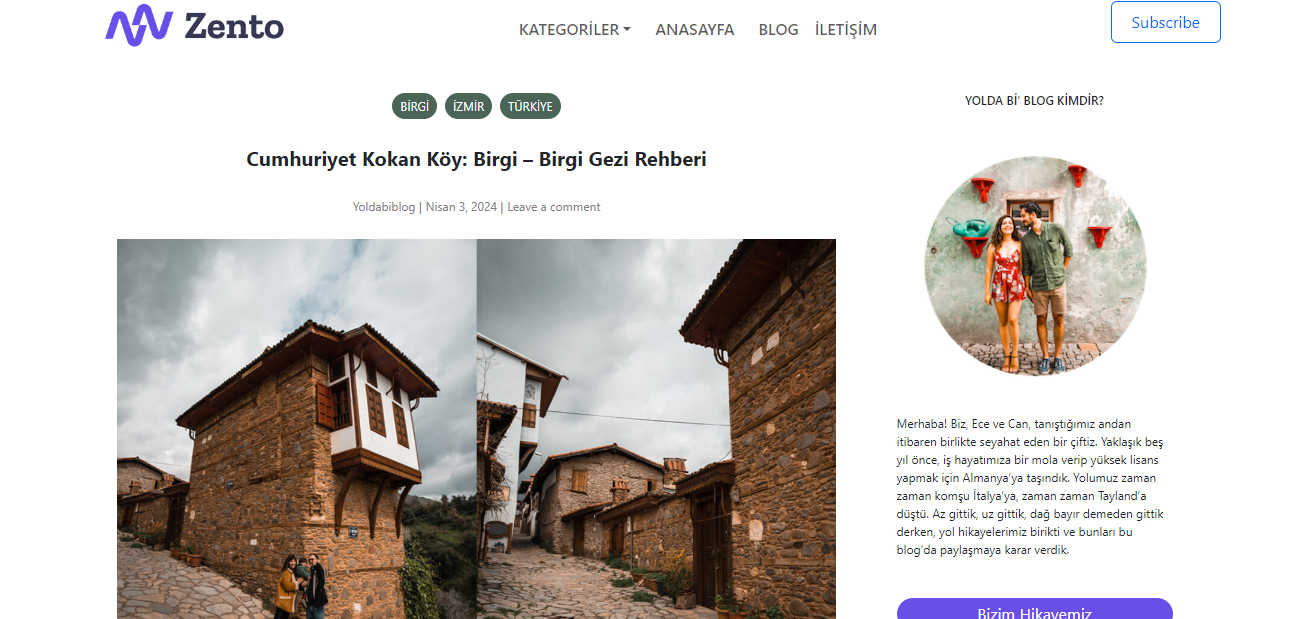 Zento
KATEGORİLER
ANASAYFA
BLOG
İLETİŞİM
Subscribe
BİRGİ
İZMİR
TÜRKİYE
Cumhuriyet Kokan Köy: Birgi – Birgi Gezi Rehberi
Yoldabiblog | Nisan 3, 2024 | Leave a comment
YOLDA Bİ' BLOG KİMDİR?
Merhaba! Biz, Ece ve Can, tanıştığımız andan
itibaren birlikte seyahat eden bir çiftiz. Yaklaşık beş
yıl önce, iş hayatımıza bir mola verip yüksek lisans
yapmak için Almanya’ya taşındık. Yolumuz zaman
zaman komşu İtalya’ya, zaman zaman Tayland’a
düştü. Az gittik, uz gittik, dağ bayır demeden gittik
derken, yol hikayelerimiz birikti ve bunları bu
blog'da paylaşmaya karar verdik.
Bizim Hikayemiz